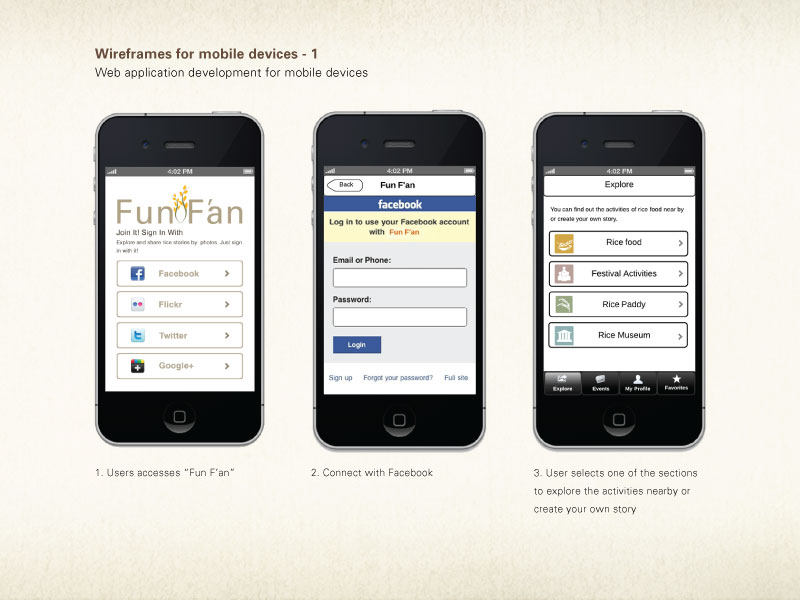 Wireframes for mobile devices - 1
Web application development for mobile devices
4:02 PM
Fun F'an
Join It! Sign In With
Explore and share rice stories by photos. Just sign
in with it!
Facebook
Flickr
Twitter
Google+
1. Users accesses “Fun F’an”
4:02 PM
Back
Fun F'an
facebook
Log in to use your Facebook account
with Fun F'an
Email or Phone:
Password:
Login
Sign up Forgot your password? Full site
2. Connect with Facebook
4:02 PM
Explore
You can find out the activities of rice food near by
or create your own story.
Rice food
Festival Activities
Rice Paddy
Rice Museum
Explore Events My Profile Favorites
3. User selects one of the sections
to explore the activities nearby or
create your own story